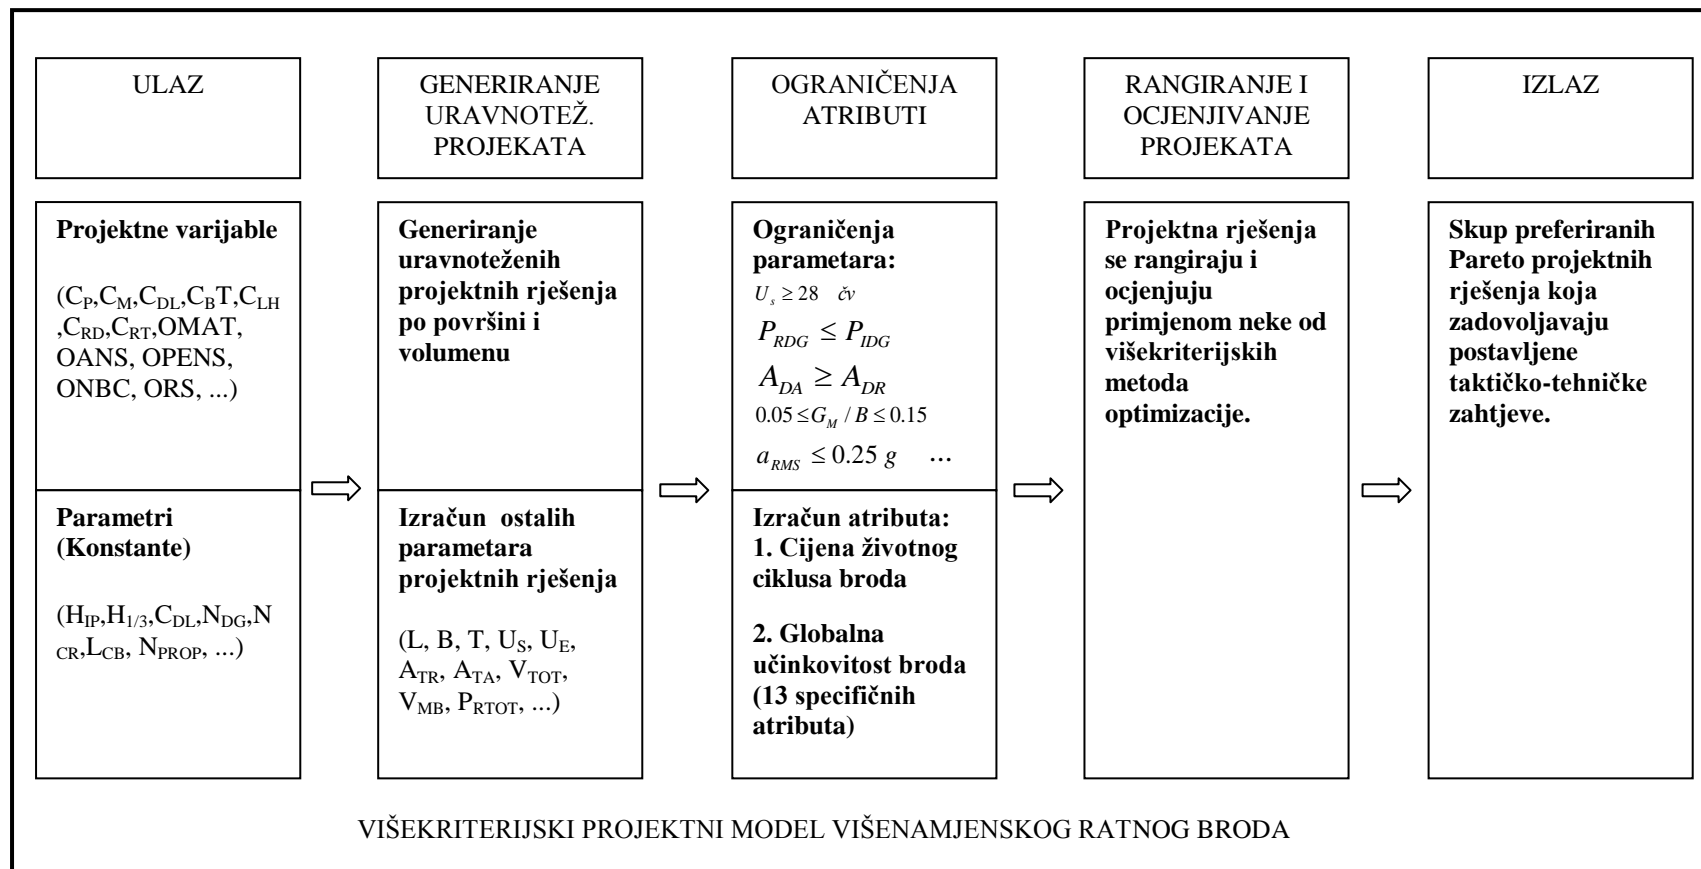 ULAZ
GENERIRANJE
URAVNOTEŽ.
PROJEKATA
OGRANIČENJA
ATRIBUTI
RANGIRANJE I
OCJENJIVANJE
PROJEKATA
IZLAZ
Projektne varijable
(C_P,C_M,C_DL,C_BT,C_LH
,C_RD,C_RT,OMAT,
OANS, OPENS,
ONBC, ORS, ...)
Parametri
(Konstante)
(H_IP,H_1/3,C_DL,N_DG,N
_CR,L_CB, N_PROP, ...)
Generiranje
uravnoteženih
projektnih rješenja
po površini i
volumenu
Izračun ostalih
parametara
projektnih rješenja
(L, B, T, U_S, U_E,
A_TR, A_TA, V_TOT,
V_MB, P_RTOT, ...)
Ograničenja
parametara:
U_s ≥ 28 čv
P_RDG ≤ P_IDG
A_DA ≥ A_DR
0.05 ≤ G_M / B ≤ 0.15
a_RMS ≤ 0.25 g ...
Izračun atributa:
1. Cijena životnog
ciklusa broda
2. Globalna
učinkovitost broda
(13 specifičnih
atributa)
Projektna rješenja
se rangiraju i
ocjenjuju
primjenom neke od
višekriterijskih
metoda
optimizacije.
Skup preferiranih
Pareto projektnih
rješenja koja
zadovoljavaju
postavljene
taktičko-tehničke
zahtjeve.
VIŠEKRITERIJSKI PROJEKTNI MODEL VIŠENAMJENSKOG RATNOG BRODA